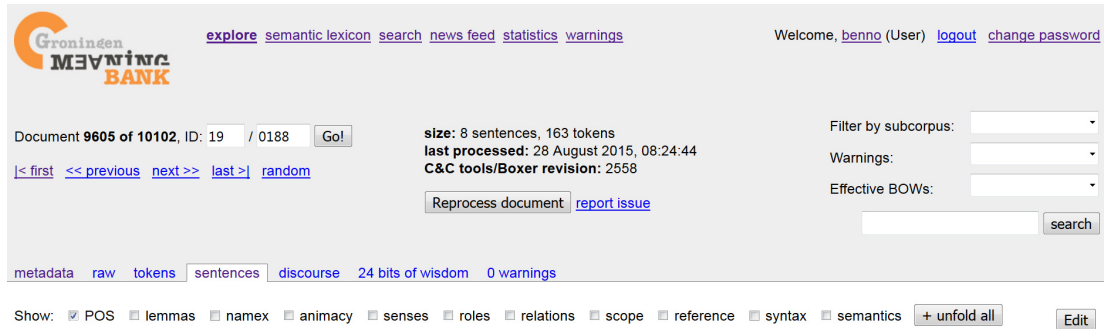 Groningen
MEANING
BANK
explore semantic lexicon search news feed statistics warnings
Welcome, benno (User) logout change password
Document 9605 of 10102, ID: 19 / 0188 Go!
|< first << previous next >> last >| random
size: 8 sentences, 163 tokens
last processed: 28 August 2015, 08:24:44
C&C tools/Boxer revision: 2558
Reprocess document report issue
Filter by subcorpus:
Warnings:
Effective BOWs:
search
metadata raw tokens sentences discourse 24 bits of wisdom 0 warnings
Show: POS lemmas namex animacy senses roles relations scope reference syntax semantics + unfold all Edit